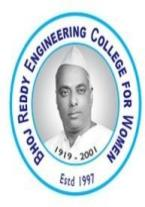 BHOJ REDDY ENGINEERING COLLEGE FOR WOMEN
1919 - 2001
Estd 1997